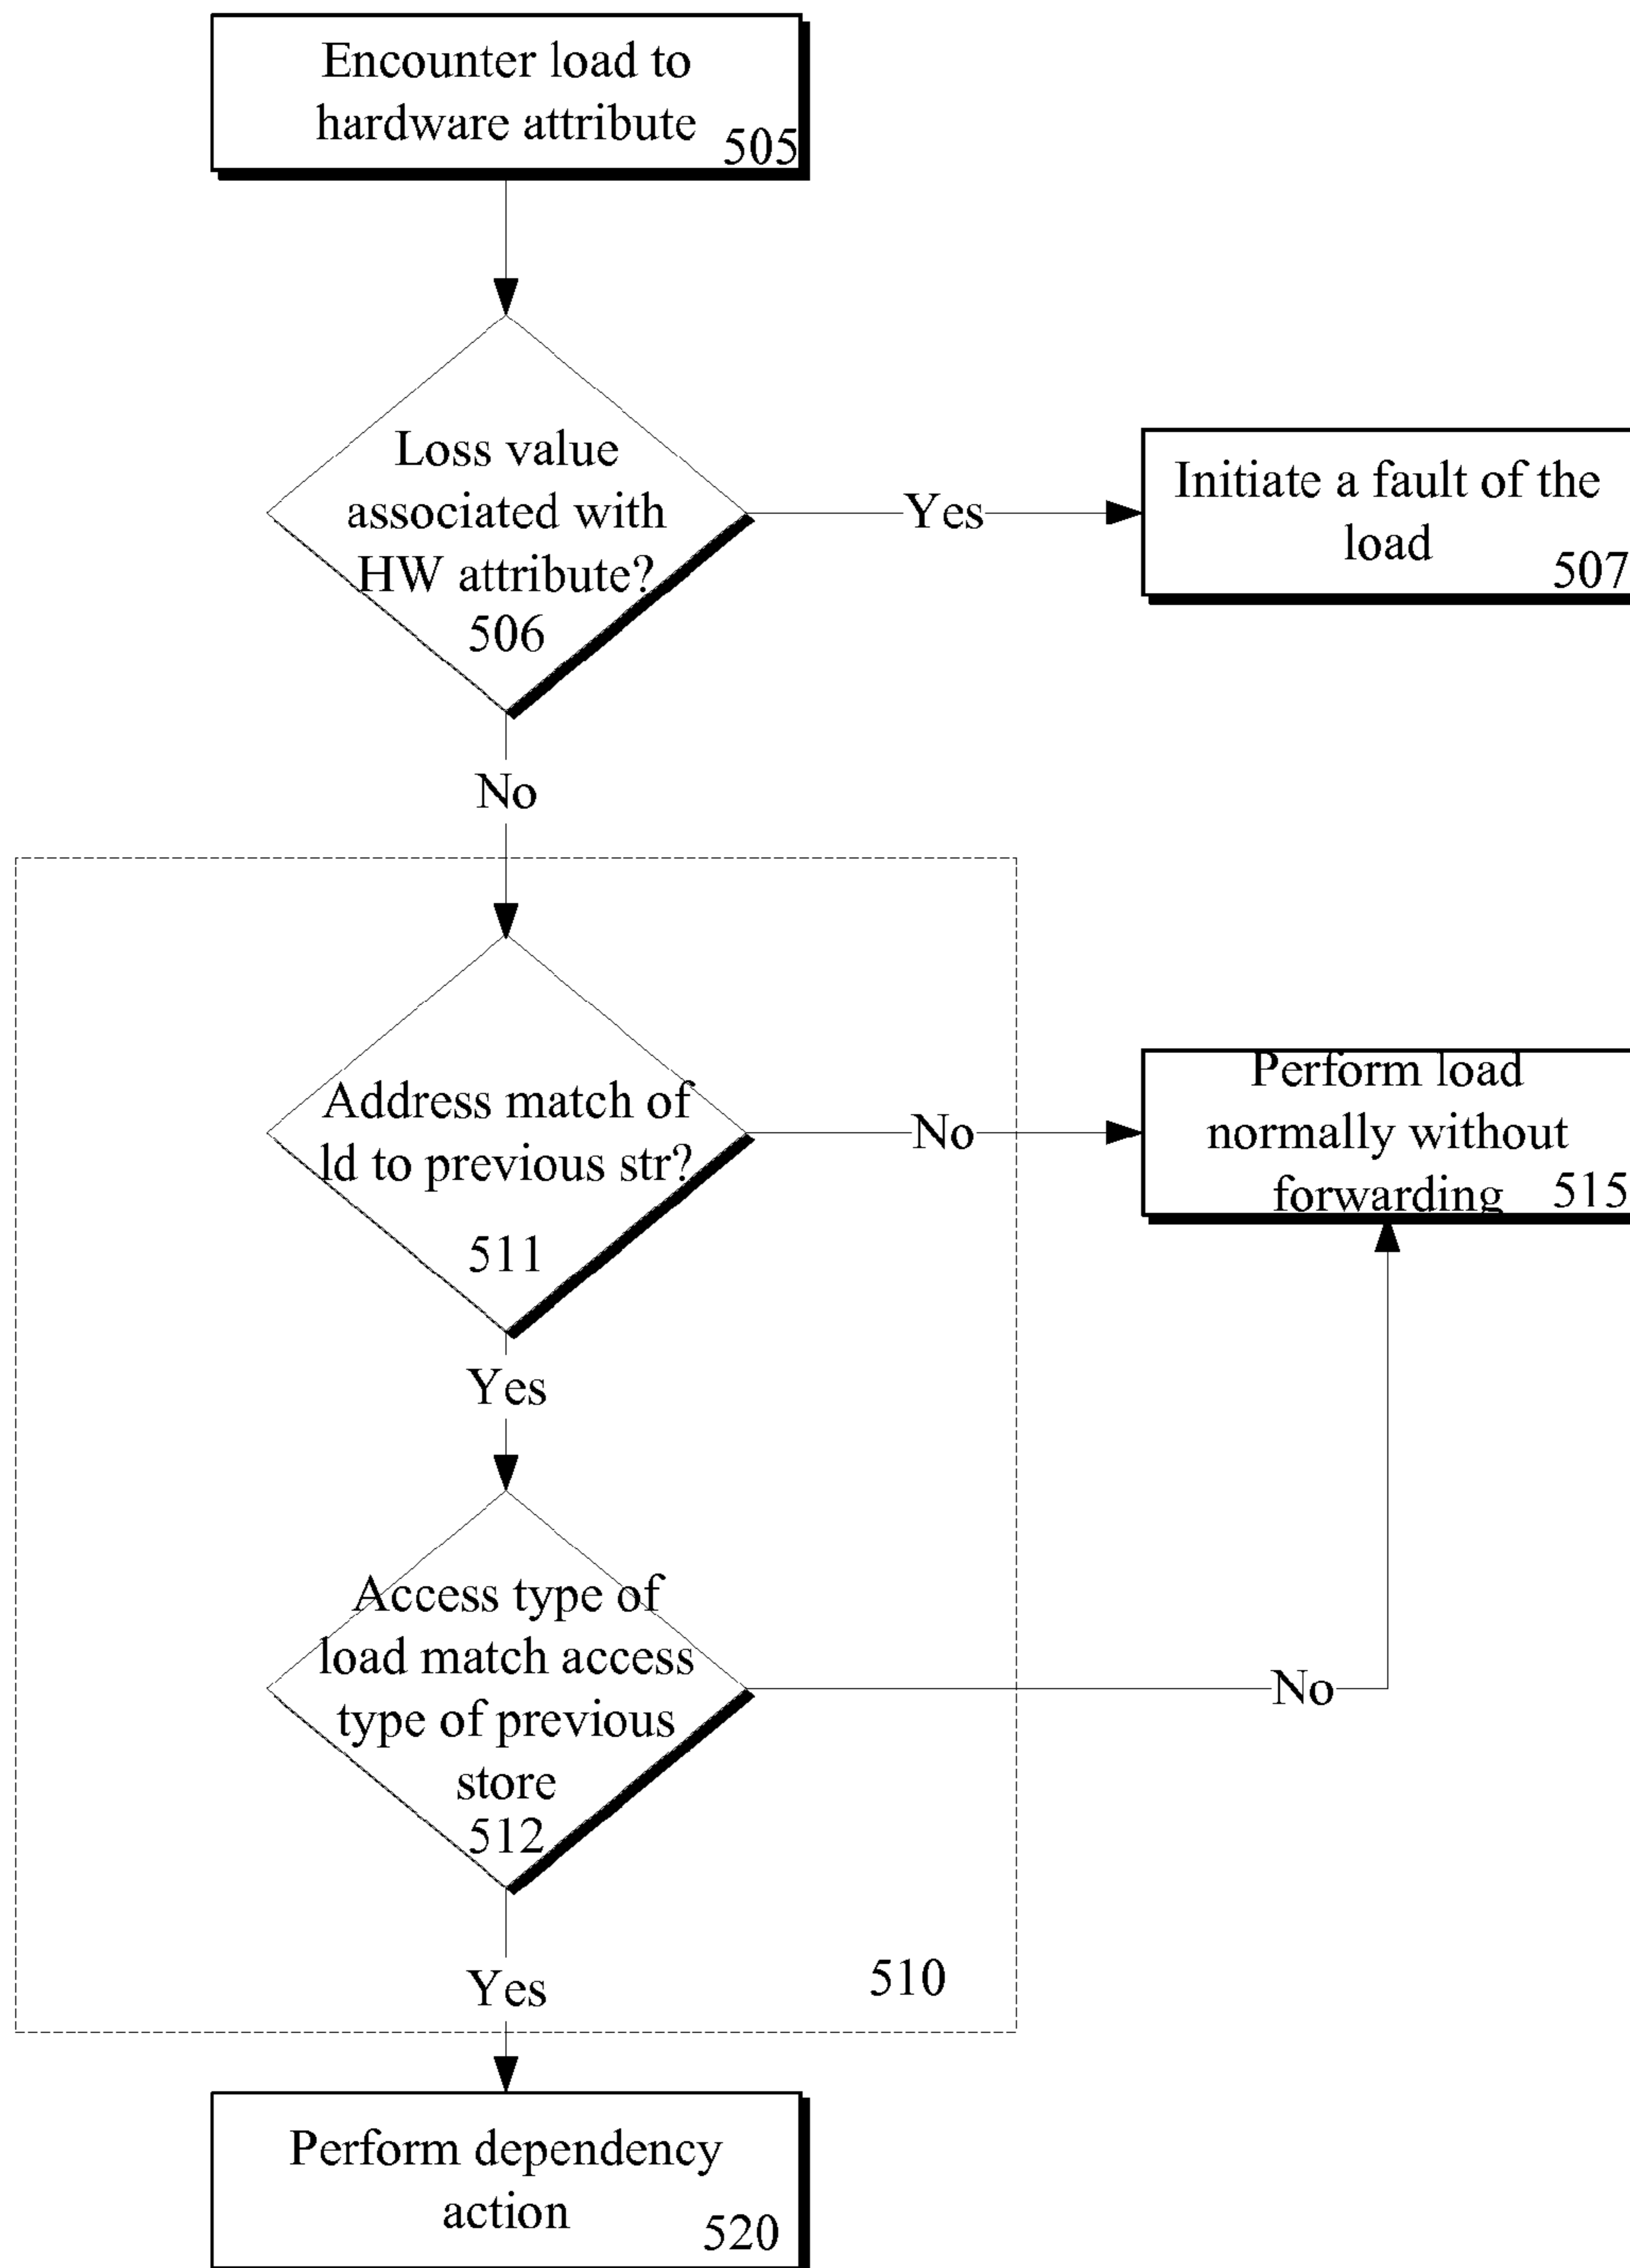 Encounter load to
hardware attribute
505
Loss value
associated with
HW attribute?
506
Yes
Initiate a fault of the
load
507
No
Address match of
ld to previous str?
511
No
Perform load
normally without
forwarding
515
Yes
Access type of
load match access
type of previous
store
512
No
Yes
510
Perform dependency
action
520